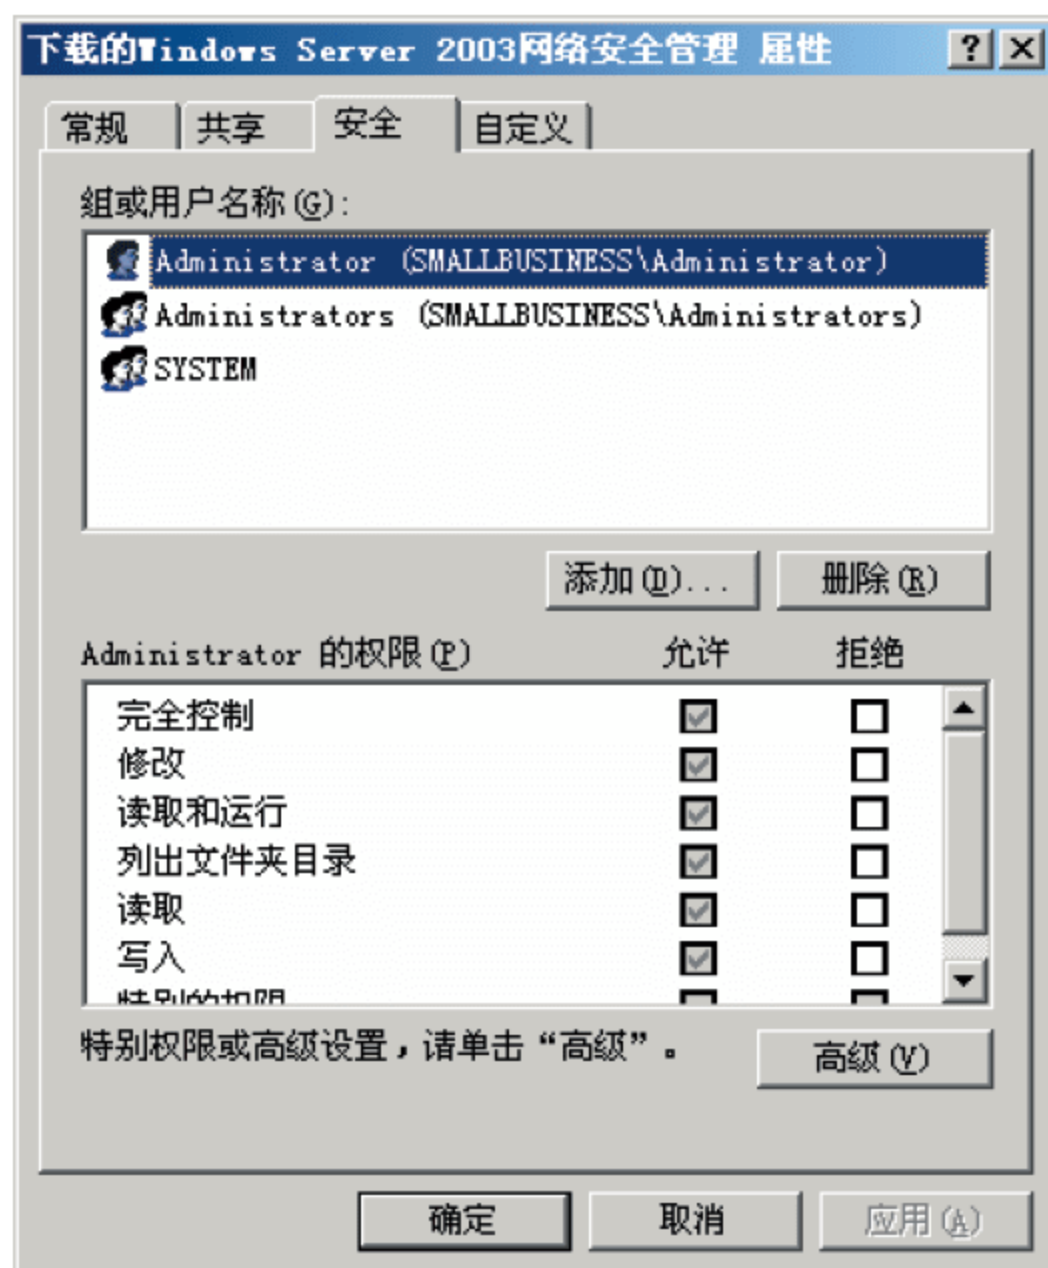 下载的Windows Server 2003网络安全管理 属性
常规 共享 安全 自定义
组或用户名称(G):
Administrator (SMALLBUSINESS\Administrator)
Administrators (SMALLBUSINESS\Administrators)
SYSTEM
添加(D)... 删除(R)
Administrator 的权限(P) 允许 拒绝
完全控制
修改
读取和运行
列出文件夹目录
读取
写入
特别的权限
特别权限或高级设置，请单击“高级”。 高级(V)
确定 取消 应用(A)